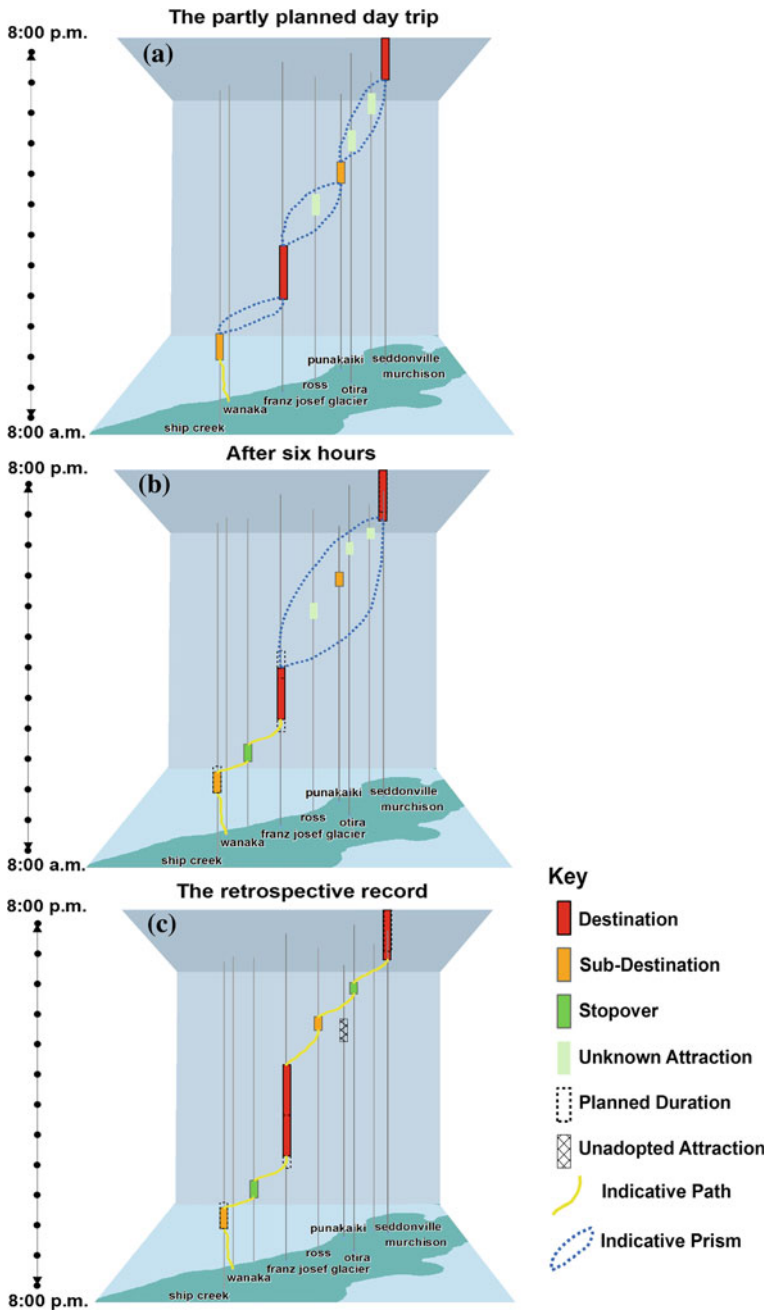 The partly planned day trip
8:00 p.m.
(a)
punakaiki
seddonville
murchison
ross
otira
franz josef glacier
wanaka
ship creek
8:00 a.m.
After six hours
8:00 p.m.
(b)
punakaiki
seddonville
murchison
ross
otira
franz josef glacier
wanaka
ship creek
8:00 a.m.
The retrospective record
8:00 p.m.
(c)
punakaiki
seddonville
murchison
ross
otira
franz josef glacier
wanaka
ship creek
8:00 p.m.
Key
Destination
Sub-Destination
Stopover
Unknown Attraction
Planned Duration
Unadopted Attraction
Indicative Path
Indicative Prism